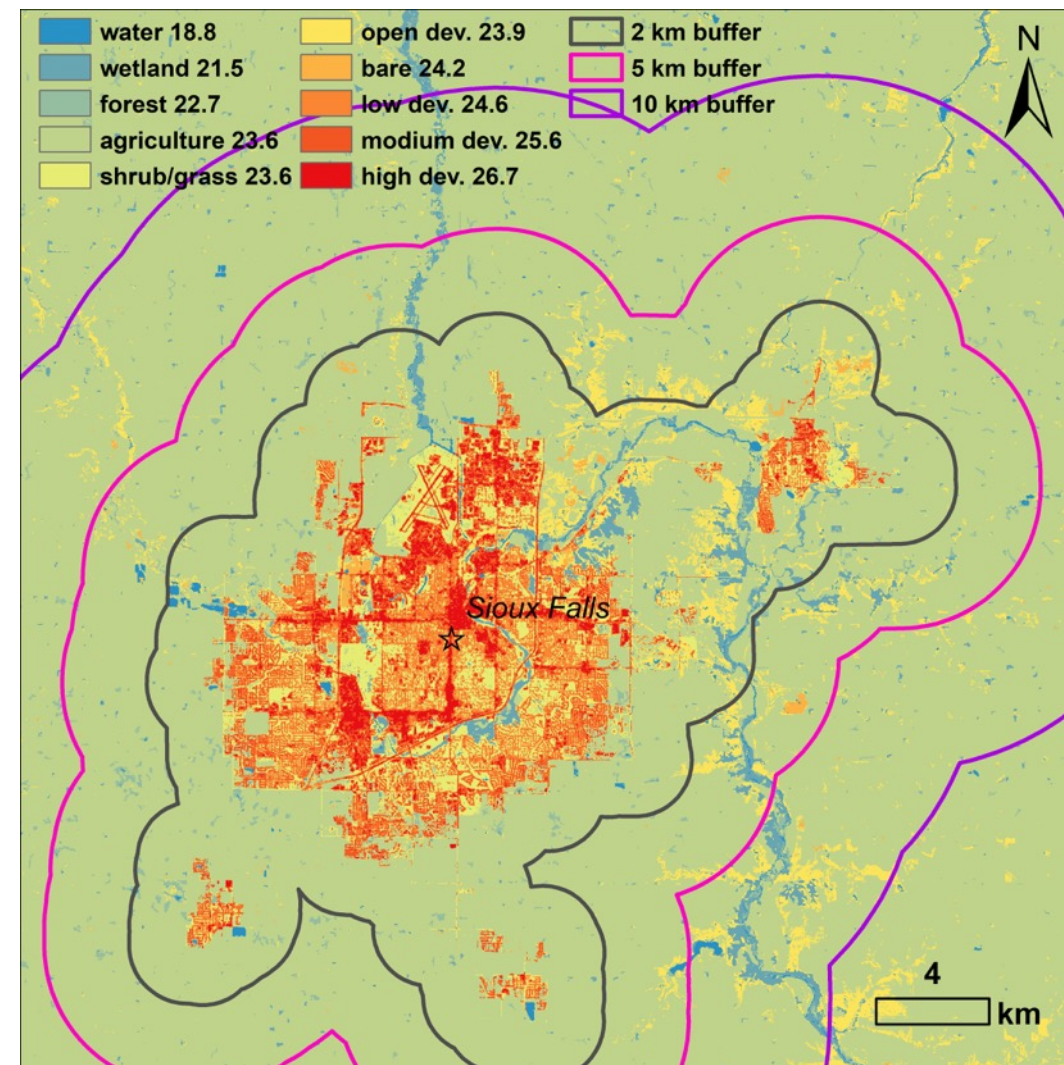 water 18.8
wetland 21.5
forest 22.7
agriculture 23.6
shrub/grass 23.6
open dev. 23.9
bare 24.2
low dev. 24.6
modium dev. 25.6
high dev. 26.7
2 km buffer
5 km buffer
10 km buffer
N
Sioux Falls
4
km